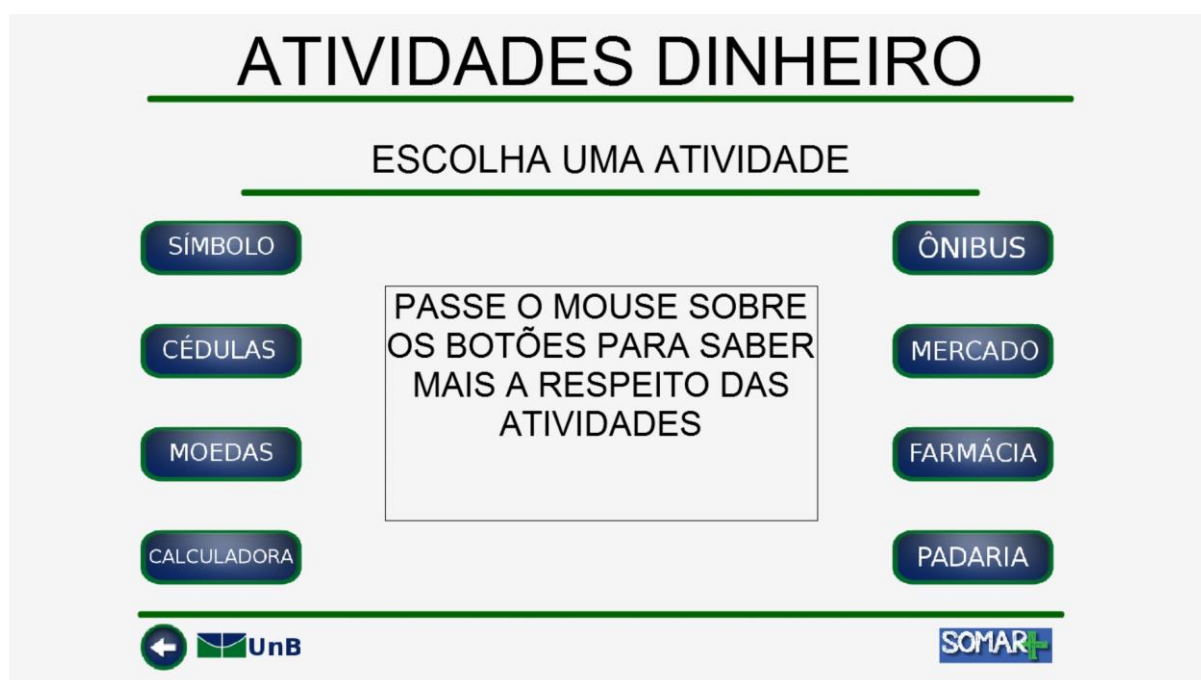 ATIVIDADES DINHEIRO
ESCOLHA UMA ATIVIDADE
SÍMBOLO
CÉDULAS
MOEDAS
CALCULADORA
PASSE O MOUSE SOBRE
OS BOTÕES PARA SABER
MAIS A RESPEITO DAS
ATIVIDADES
ÔNIBUS
MERCADO
FARMÁCIA
PADARIA
UnB
SOMAR+